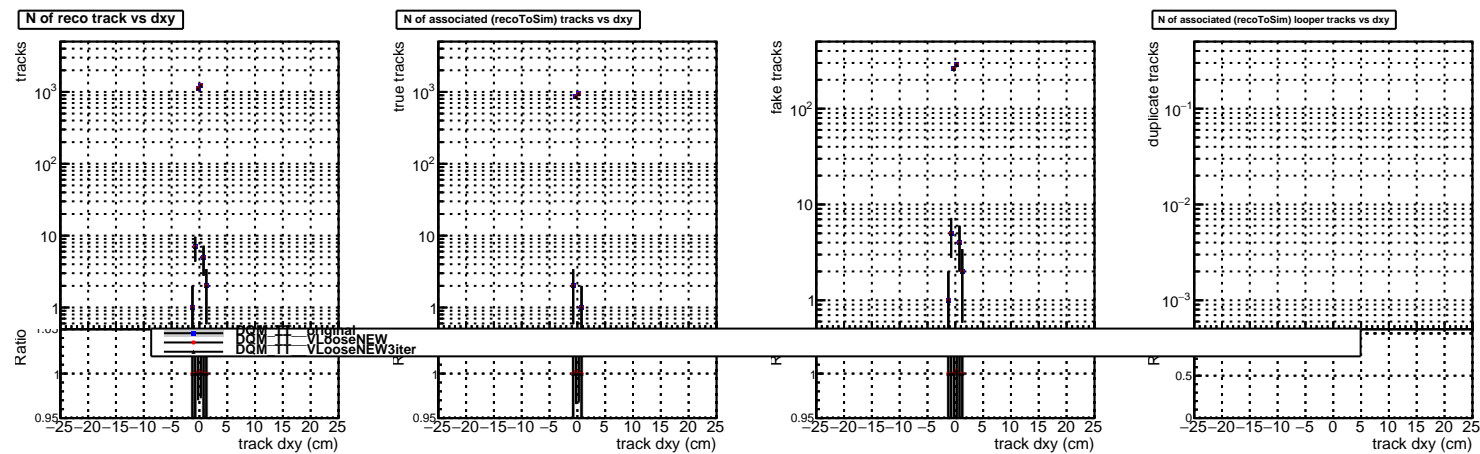 N of reco track vs dxy
N of associated (recoToSim) tracks vs dxy
N of associated (recoToSim) looper tracks vs dxy
tracks
10³
10²
10
1
Ratio
1
0.95
−25 −20 −15 −10 −5 0 5 10 15 20 25
track dxy (cm)
true tracks
10³
10²
10
1
1
0.95
−25 −20 −15 −10 −5 0 5 10 15 20 25
track dxy (cm)
fake tracks
10²
10
1
1
0.95
−25 −20 −15 −10 −5 0 5 10 15 20 25
track dxy (cm)
duplicate tracks
10⁻¹
10⁻²
10⁻³
0.5
0
−25 −20 −15 −10 −5 0 5 10 15 20 25
track dxy (cm)
DQM_TT__original
DQM_TT__VLooseNEW
DQM_TT__VLooseNEW3iter